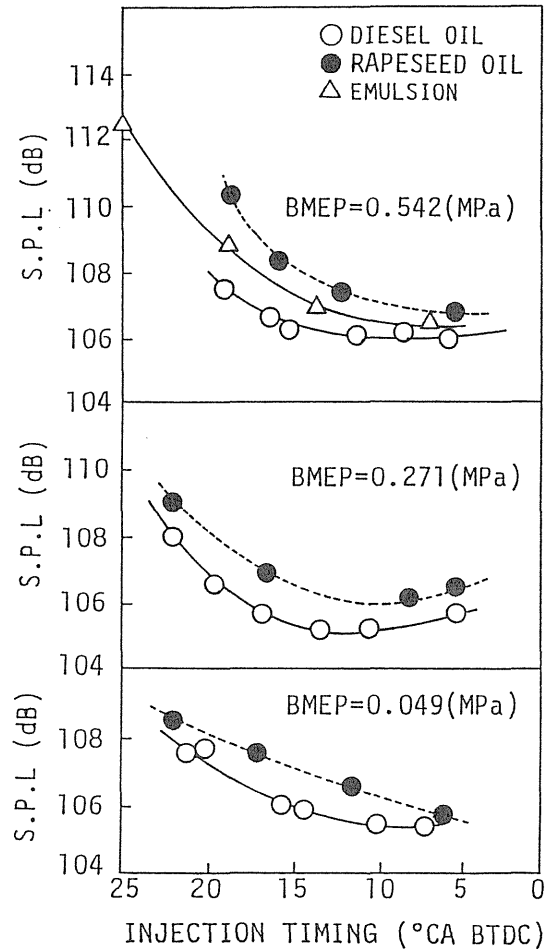 ○ DIESEL OIL
● RAPESEED OIL
△ EMULSION
S.P.L (dB)
114
112
110
108
106
104
BMEP=0.542(MPa)
S.P.L (dB)
110
108
106
104
BMEP=0.271(MPa)
S.P.L (dB)
108
106
104
BMEP=0.049(MPa)
25 20 15 10 5 0
INJECTION TIMING (°CA BTDC)